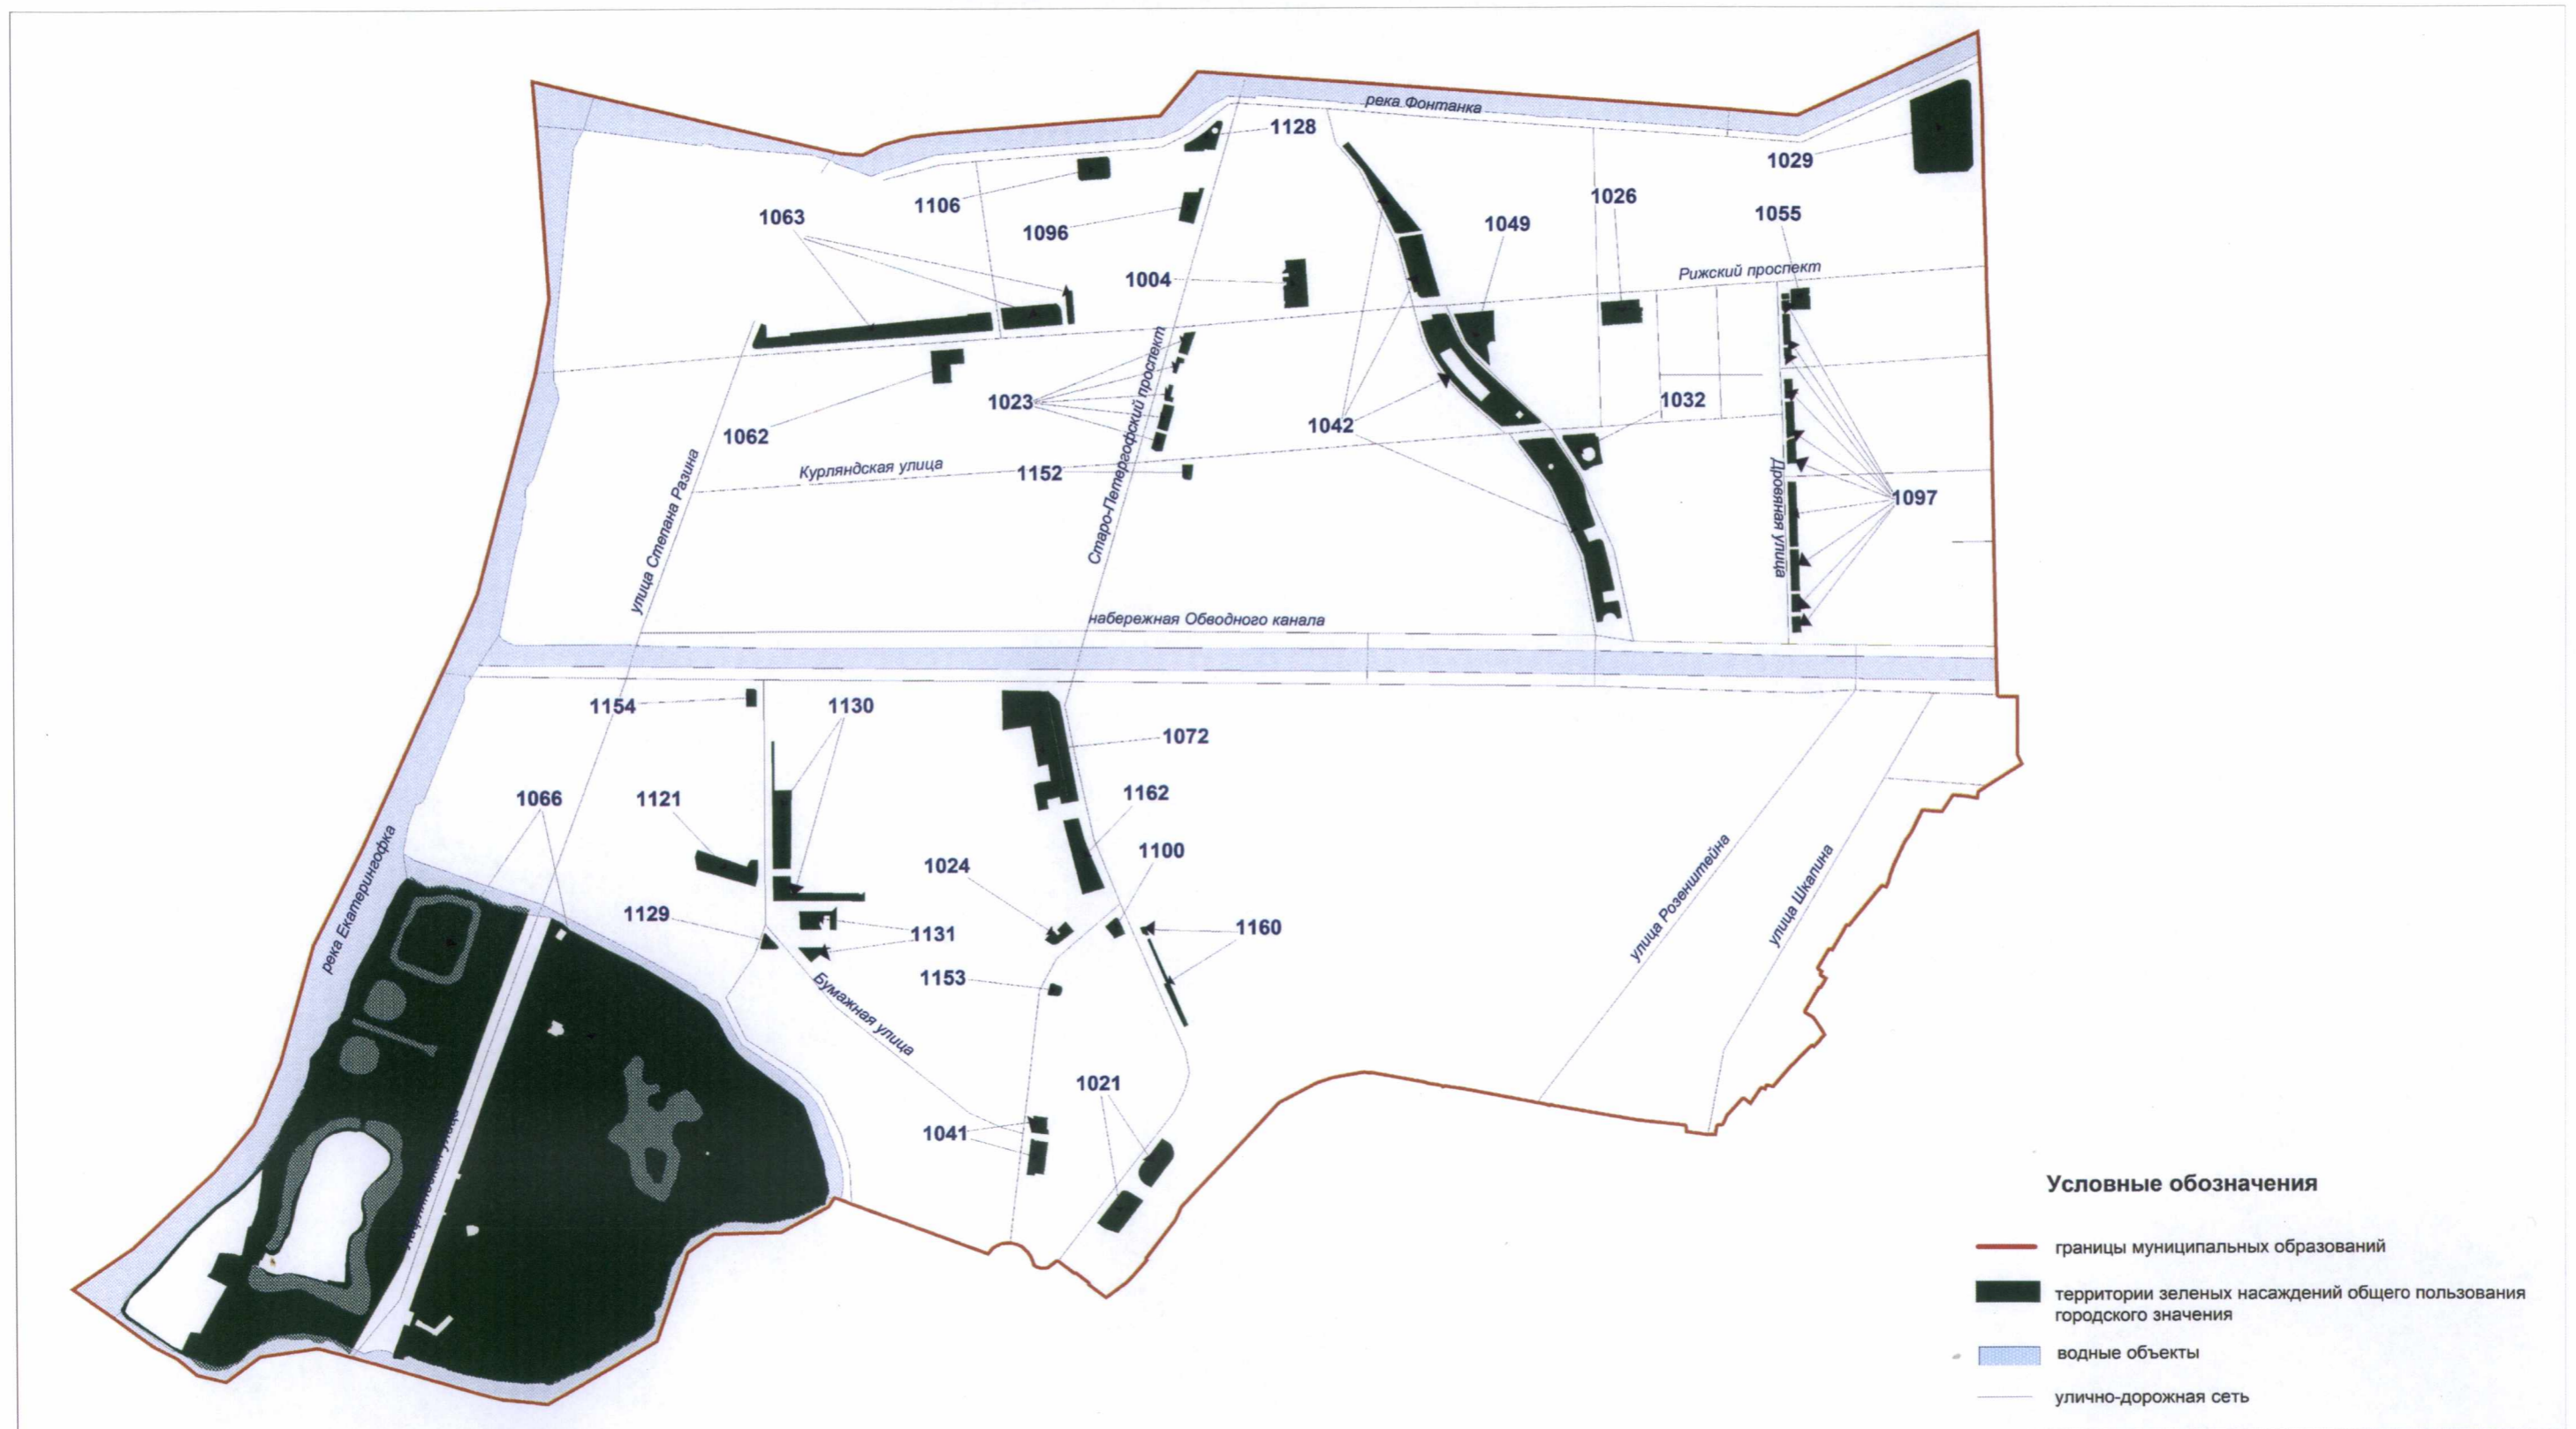 река Фонтанка
1128
1029
1106
1026
1063
1055
1096
1049
Рижский проспект
1004
Старо-Петергофский проспект
1023
1032
1042
1062
улица Степана Разина
Курляндская улица
1152
Дровяная улица
1097
набережная Обводного канала
1154
1130
1072
1066
1121
1162
река Екатерингофка
1024
1100
улица Розенштейна
улица Шкапина
1129
1131
1160
1153
Бумажная улица
1021
1041
Лифляндская улица
Условные обозначения
границы муниципальных образований
территории зеленых насаждений общего пользования
городского значения
водные объекты
улично-дорожная сеть